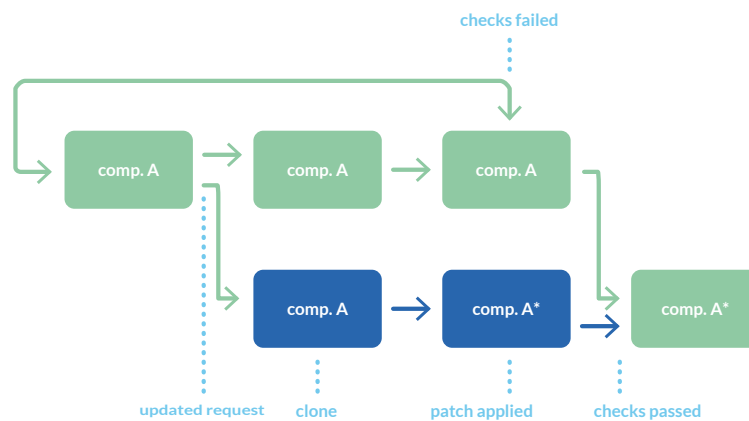 checks failed
comp. A
comp. A
comp. A
comp. A
comp. A*
comp. A*
updated request
clone
patch applied
checks passed